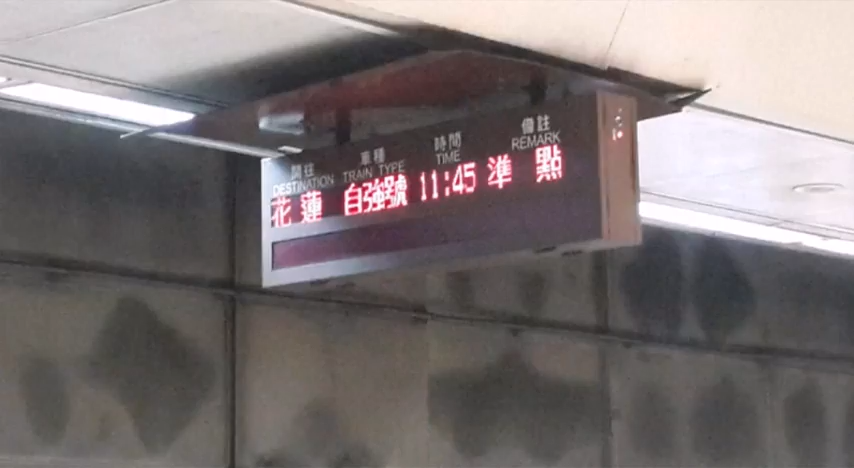 開往 車種 時間 備註
DESTINATION TRAIN TYPE TIME REMARK
花蓮 自強號 11:45 準點